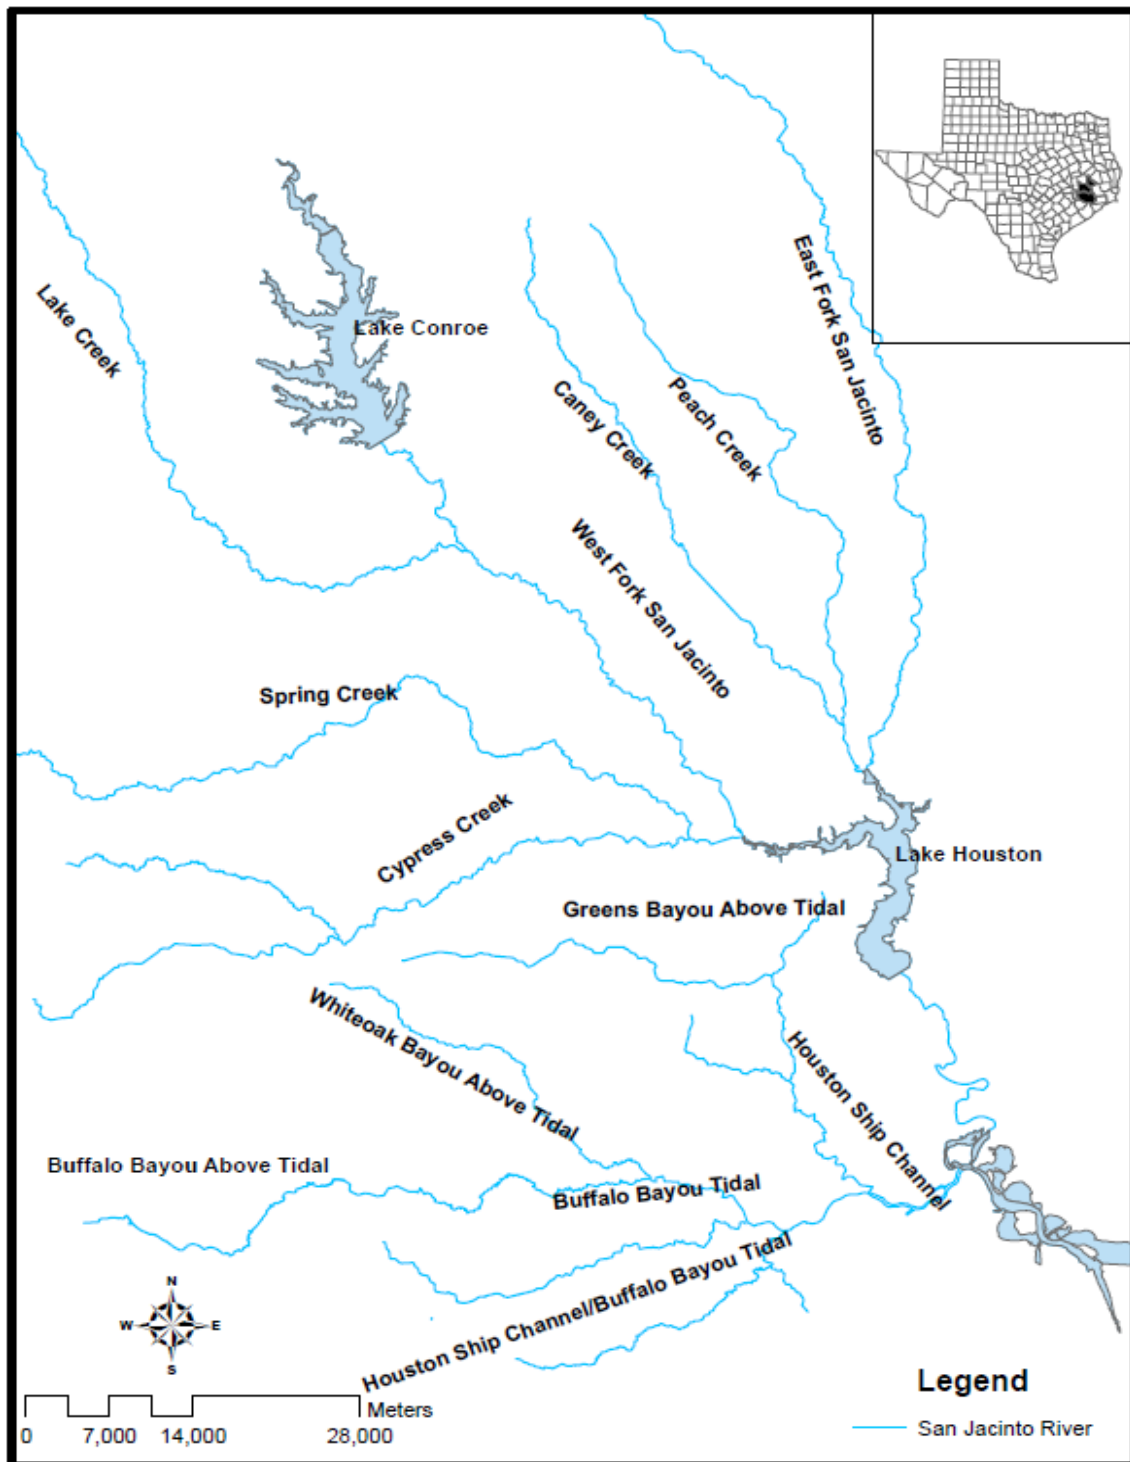 East Fork San Jacinto
Lake Creek
Lake Conroe
Caney Creek
Peach Creek
West Fork San Jacinto
Spring Creek
Cypress Creek
Lake Houston
Greens Bayou Above Tidal
Whiteoak Bayou Above Tidal
Houston Ship Channel
Buffalo Bayou Above Tidal
Buffalo Bayou Tidal
Houston Ship Channel/Buffalo Bayou Tidal
N
W E
S
Legend
Meters
0 7,000 14,000 28,000
San Jacinto River